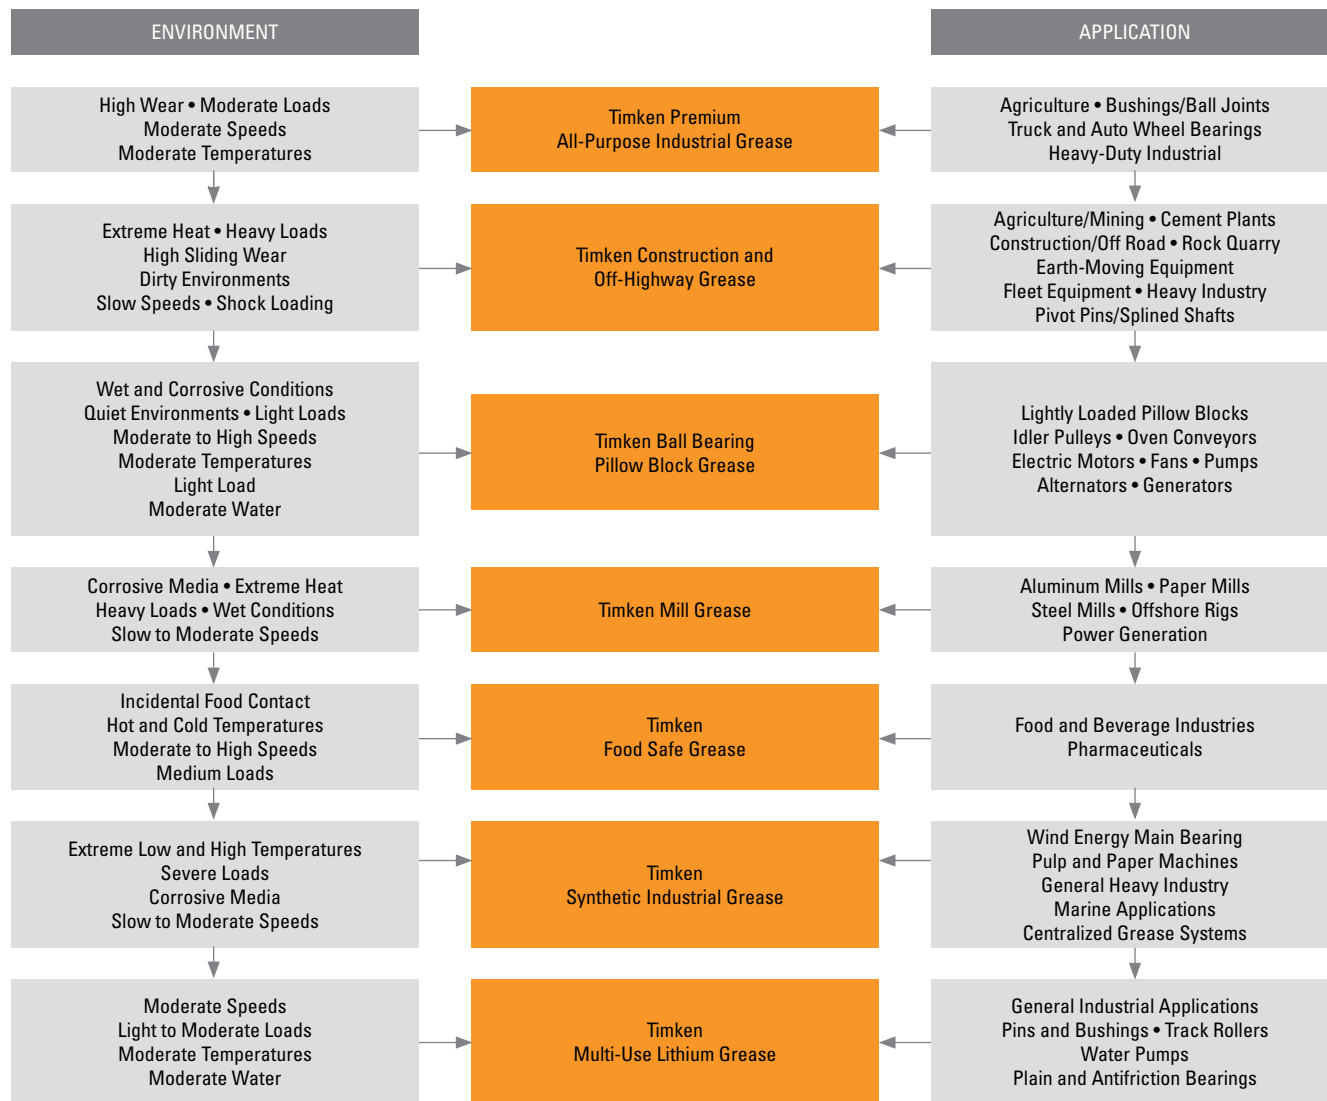 ENVIRONMENT
APPLICATION
High Wear • Moderate Loads
Moderate Speeds
Moderate Temperatures
Timken Premium
All-Purpose Industrial Grease
Agriculture • Bushings/Ball Joints
Truck and Auto Wheel Bearings
Heavy-Duty Industrial
Extreme Heat • Heavy Loads
High Sliding Wear
Dirty Environments
Slow Speeds • Shock Loading
Timken Construction and
Off-Highway Grease
Agriculture/Mining • Cement Plants
Construction/Off Road • Rock Quarry
Earth-Moving Equipment
Fleet Equipment • Heavy Industry
Pivot Pins/Splined Shafts
Wet and Corrosive Conditions
Quiet Environments • Light Loads
Moderate to High Speeds
Moderate Temperatures
Light Load
Moderate Water
Timken Ball Bearing
Pillow Block Grease
Lightly Loaded Pillow Blocks
Idler Pulleys • Oven Conveyors
Electric Motors • Fans • Pumps
Alternators • Generators
Corrosive Media • Extreme Heat
Heavy Loads • Wet Conditions
Slow to Moderate Speeds
Timken Mill Grease
Aluminum Mills • Paper Mills
Steel Mills • Offshore Rigs
Power Generation
Incidental Food Contact
Hot and Cold Temperatures
Moderate to High Speeds
Medium Loads
Timken
Food Safe Grease
Food and Beverage Industries
Pharmaceuticals
Extreme Low and High Temperatures
Severe Loads
Corrosive Media
Slow to Moderate Speeds
Timken
Synthetic Industrial Grease
Wind Energy Main Bearing
Pulp and Paper Machines
General Heavy Industry
Marine Applications
Centralized Grease Systems
Moderate Speeds
Light to Moderate Loads
Moderate Temperatures
Moderate Water
Timken
Multi-Use Lithium Grease
General Industrial Applications
Pins and Bushings • Track Rollers
Water Pumps
Plain and Antifriction Bearings